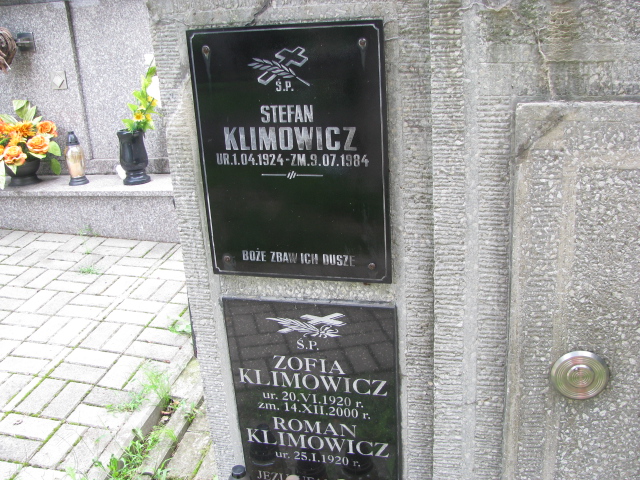 Ś.P.
STEFAN
KLIMOWICZ
UR.1.04.1924-ZM.9.07.1984
BOŻE ZBAW ICH DUSZE
Ś.P.
ZOFIA
KLIMOWICZ
ur. 20.VI.1920 r.
zm. 14.XII.2000 r.
ROMAN
KLIMOWICZ
ur. 25.I.1920 r.